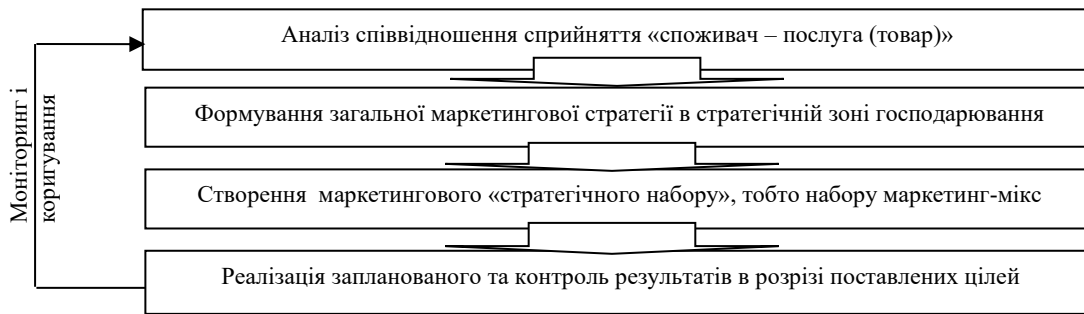 Аналіз співвідношення сприйняття «споживач – послуга (товар)»
Формування загальної маркетингової стратегії в стратегічній зоні господарювання
Створення маркетингового «стратегічного набору», тобто набору маркетинг-мікс
Реалізація запланованого та контроль результатів в розрізі поставлених цілей
Моніторинг і
коригування